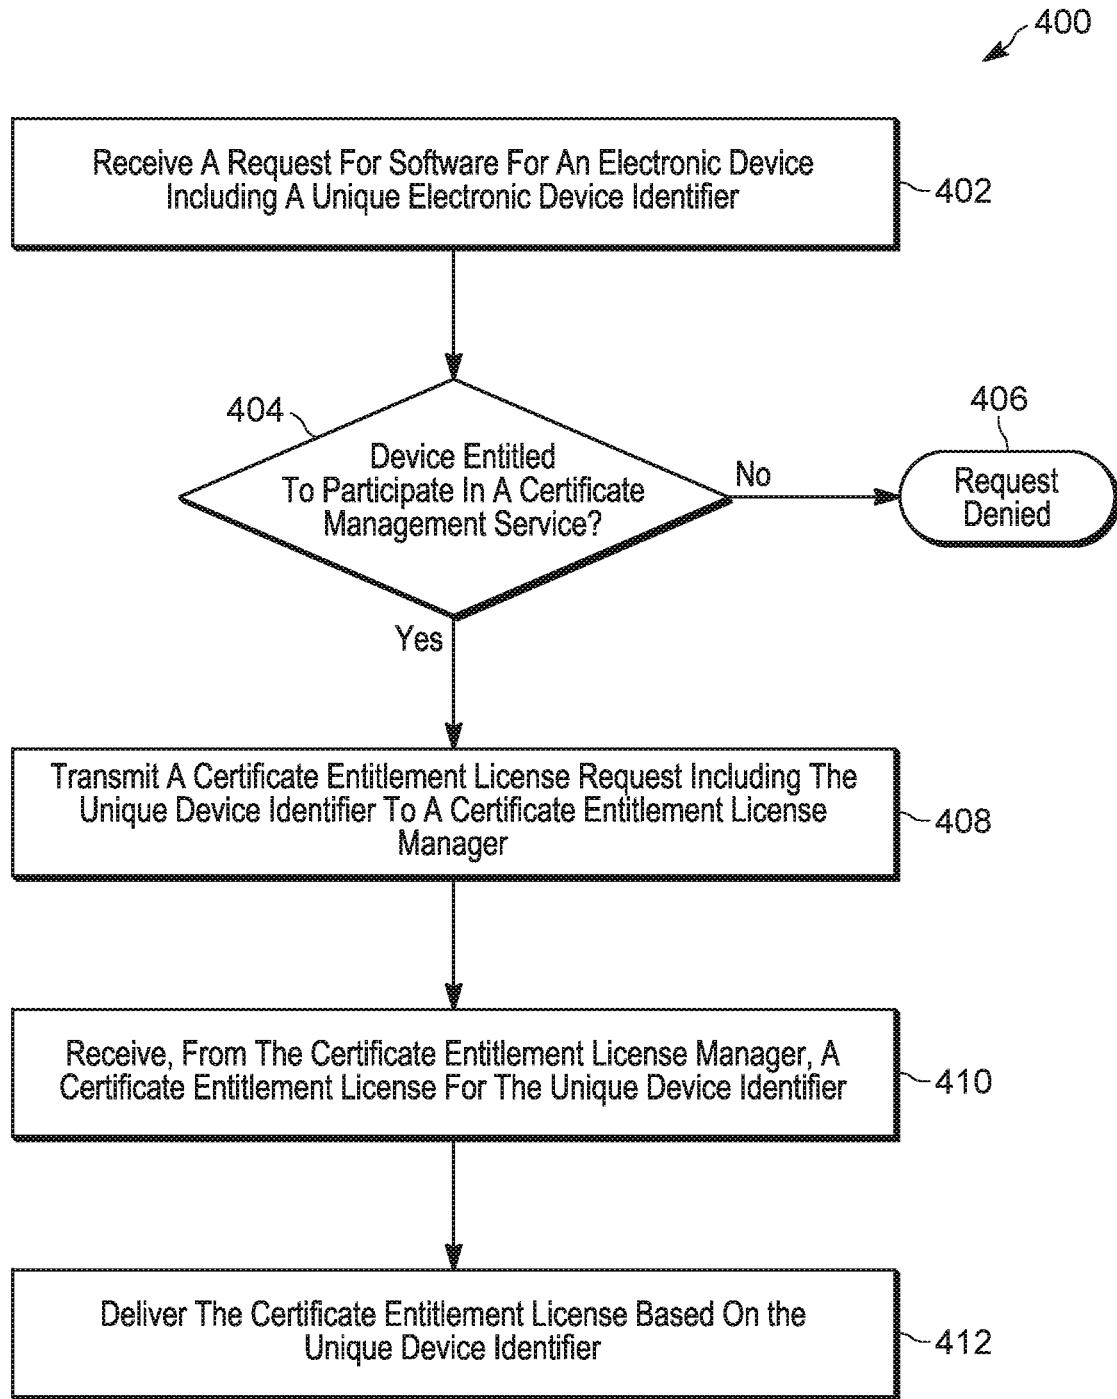 400
Receive A Request For Software For An Electronic Device
Including A Unique Electronic Device Identifier
402
404
Device Entitled
To Participate In A Certificate
Management Service?
No
406
Request
Denied
Yes
Transmit A Certificate Entitlement License Request Including The
Unique Device Identifier To A Certificate Entitlement License
Manager
408
Receive, From The Certificate Entitlement License Manager, A
Certificate Entitlement License For The Unique Device Identifier
410
Deliver The Certificate Entitlement License Based On the
Unique Device Identifier
412